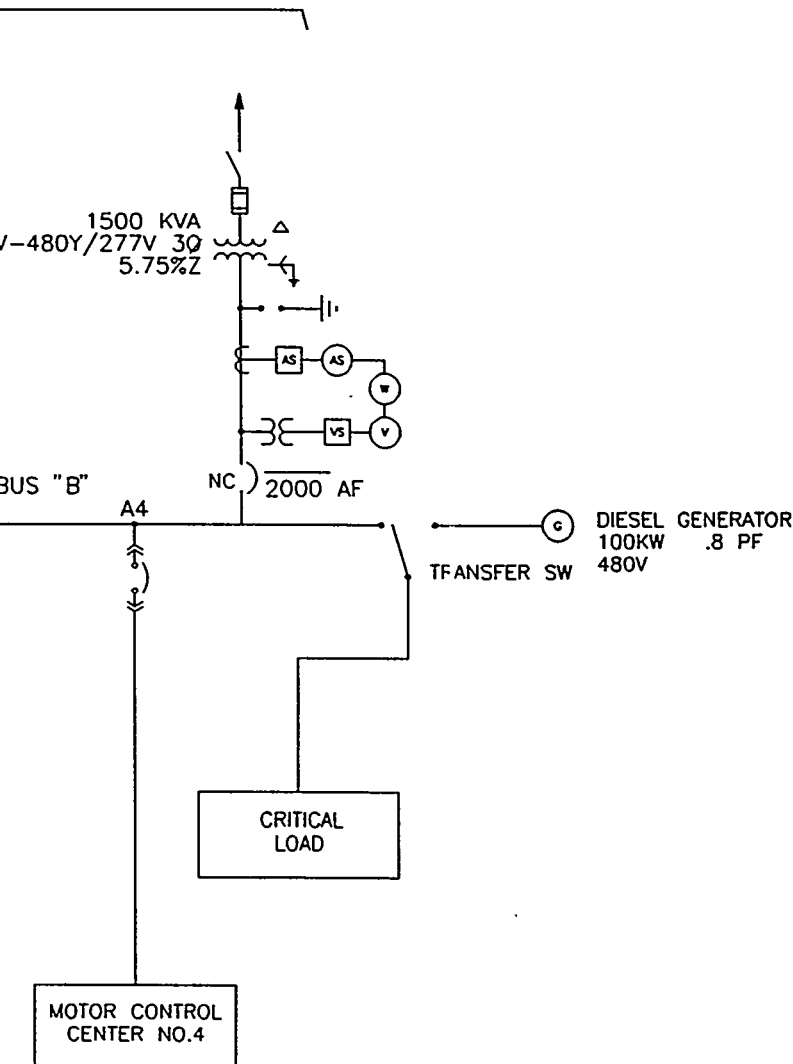 1500 KVA
V-480Y/277V 3Ø
5.75%Z
AS AS
W
VS V
NC 2000 AF
BUS "B"
A4
G
DIESEL GENERATOR
100KW .8 PF
480V
TRANSFER SW
CRITICAL
LOAD
MOTOR CONTROL
CENTER NO.4